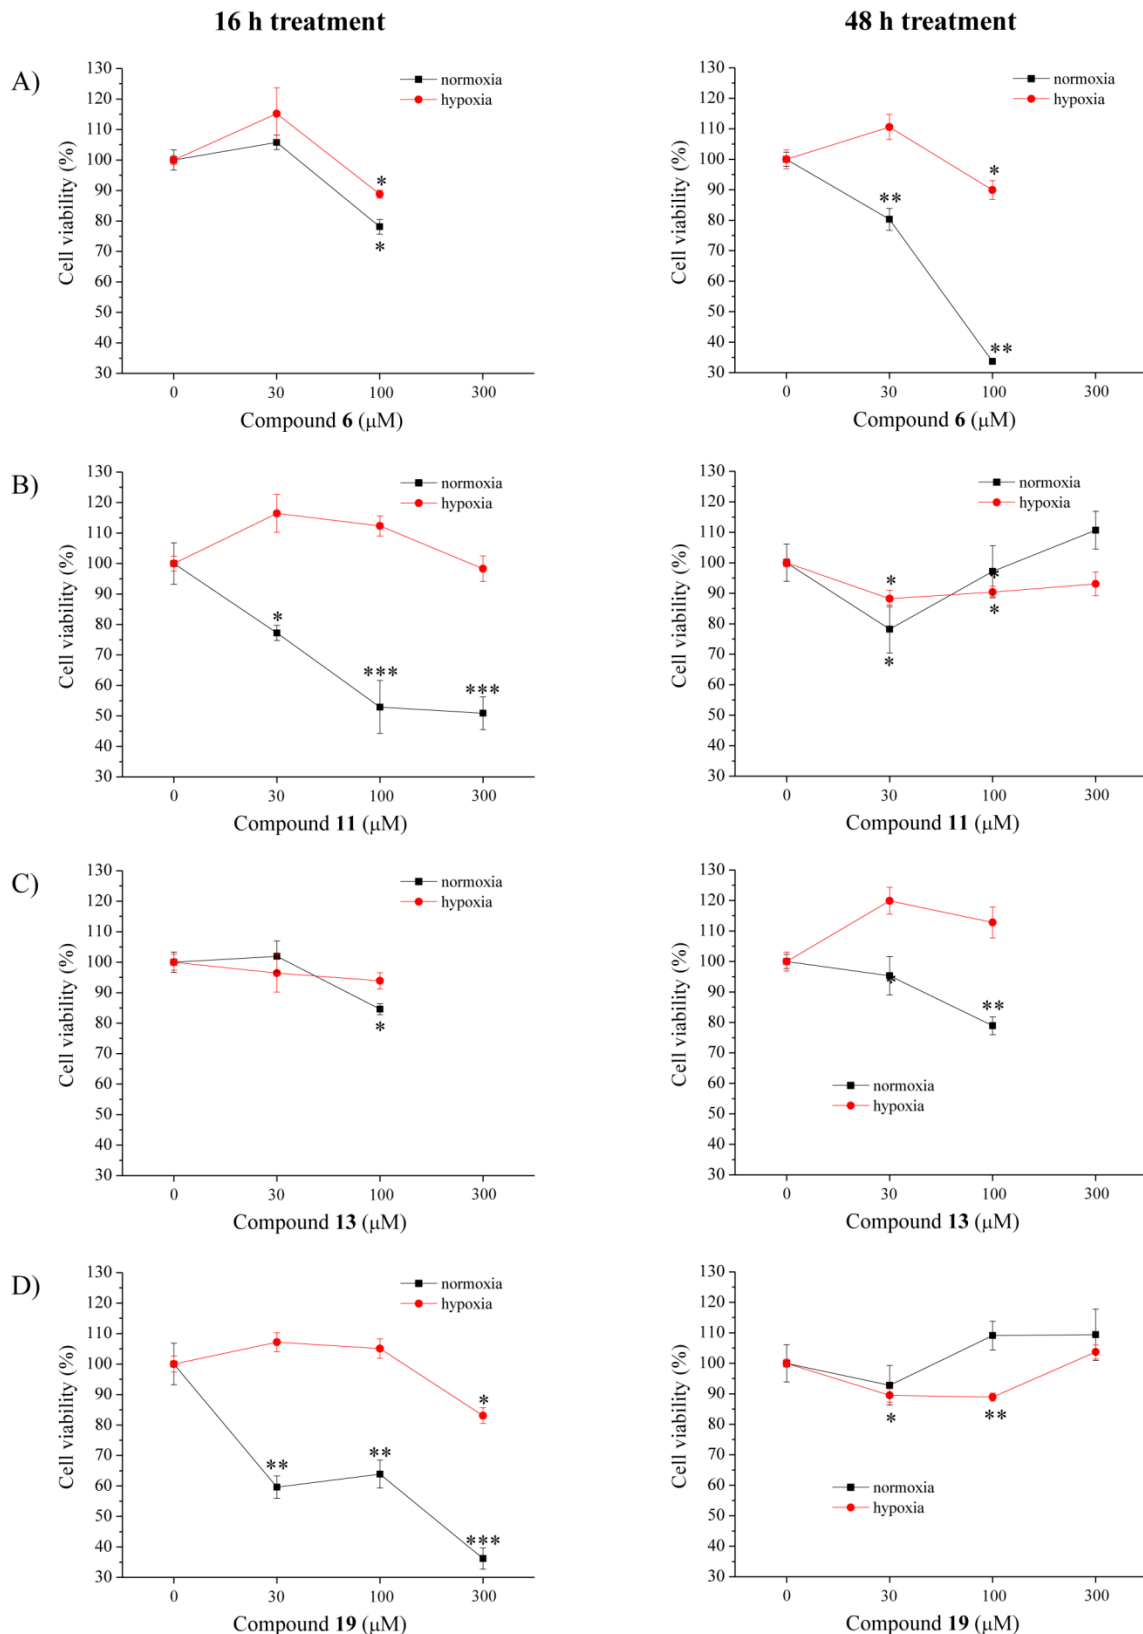 16 h treatment
48 h treatment
A)
130
120
110
100
90
80
70
60
50
40
30
Cell viability (%)
normoxia
hypoxia
*
*
0 30 100 300
Compound 6 (μM)
130
120
110
100
90
80
70
60
50
40
30
Cell viability (%)
normoxia
hypoxia
**
*
**
0 30 100 300
Compound 6 (μM)
B)
130
120
110
100
90
80
70
60
50
40
30
Cell viability (%)
normoxia
hypoxia
*
***
***
0 30 100 300
Compound 11 (μM)
130
120
110
100
90
80
70
60
50
40
30
Cell viability (%)
normoxia
hypoxia
*
*
*
*
0 30 100 300
Compound 11 (μM)
C)
130
120
110
100
90
80
70
60
50
40
30
Cell viability (%)
normoxia
hypoxia
*
0 30 100 300
Compound 13 (μM)
130
120
110
100
90
80
70
60
50
40
30
Cell viability (%)
*
**
normoxia
hypoxia
0 30 100 300
Compound 13 (μM)
D)
130
120
110
100
90
80
70
60
50
40
30
Cell viability (%)
normoxia
hypoxia
*
**
**
***
0 30 100 300
Compound 19 (μM)
130
120
110
100
90
80
70
60
50
40
30
Cell viability (%)
*
**
normoxia
hypoxia
0 30 100 300
Compound 19 (μM)